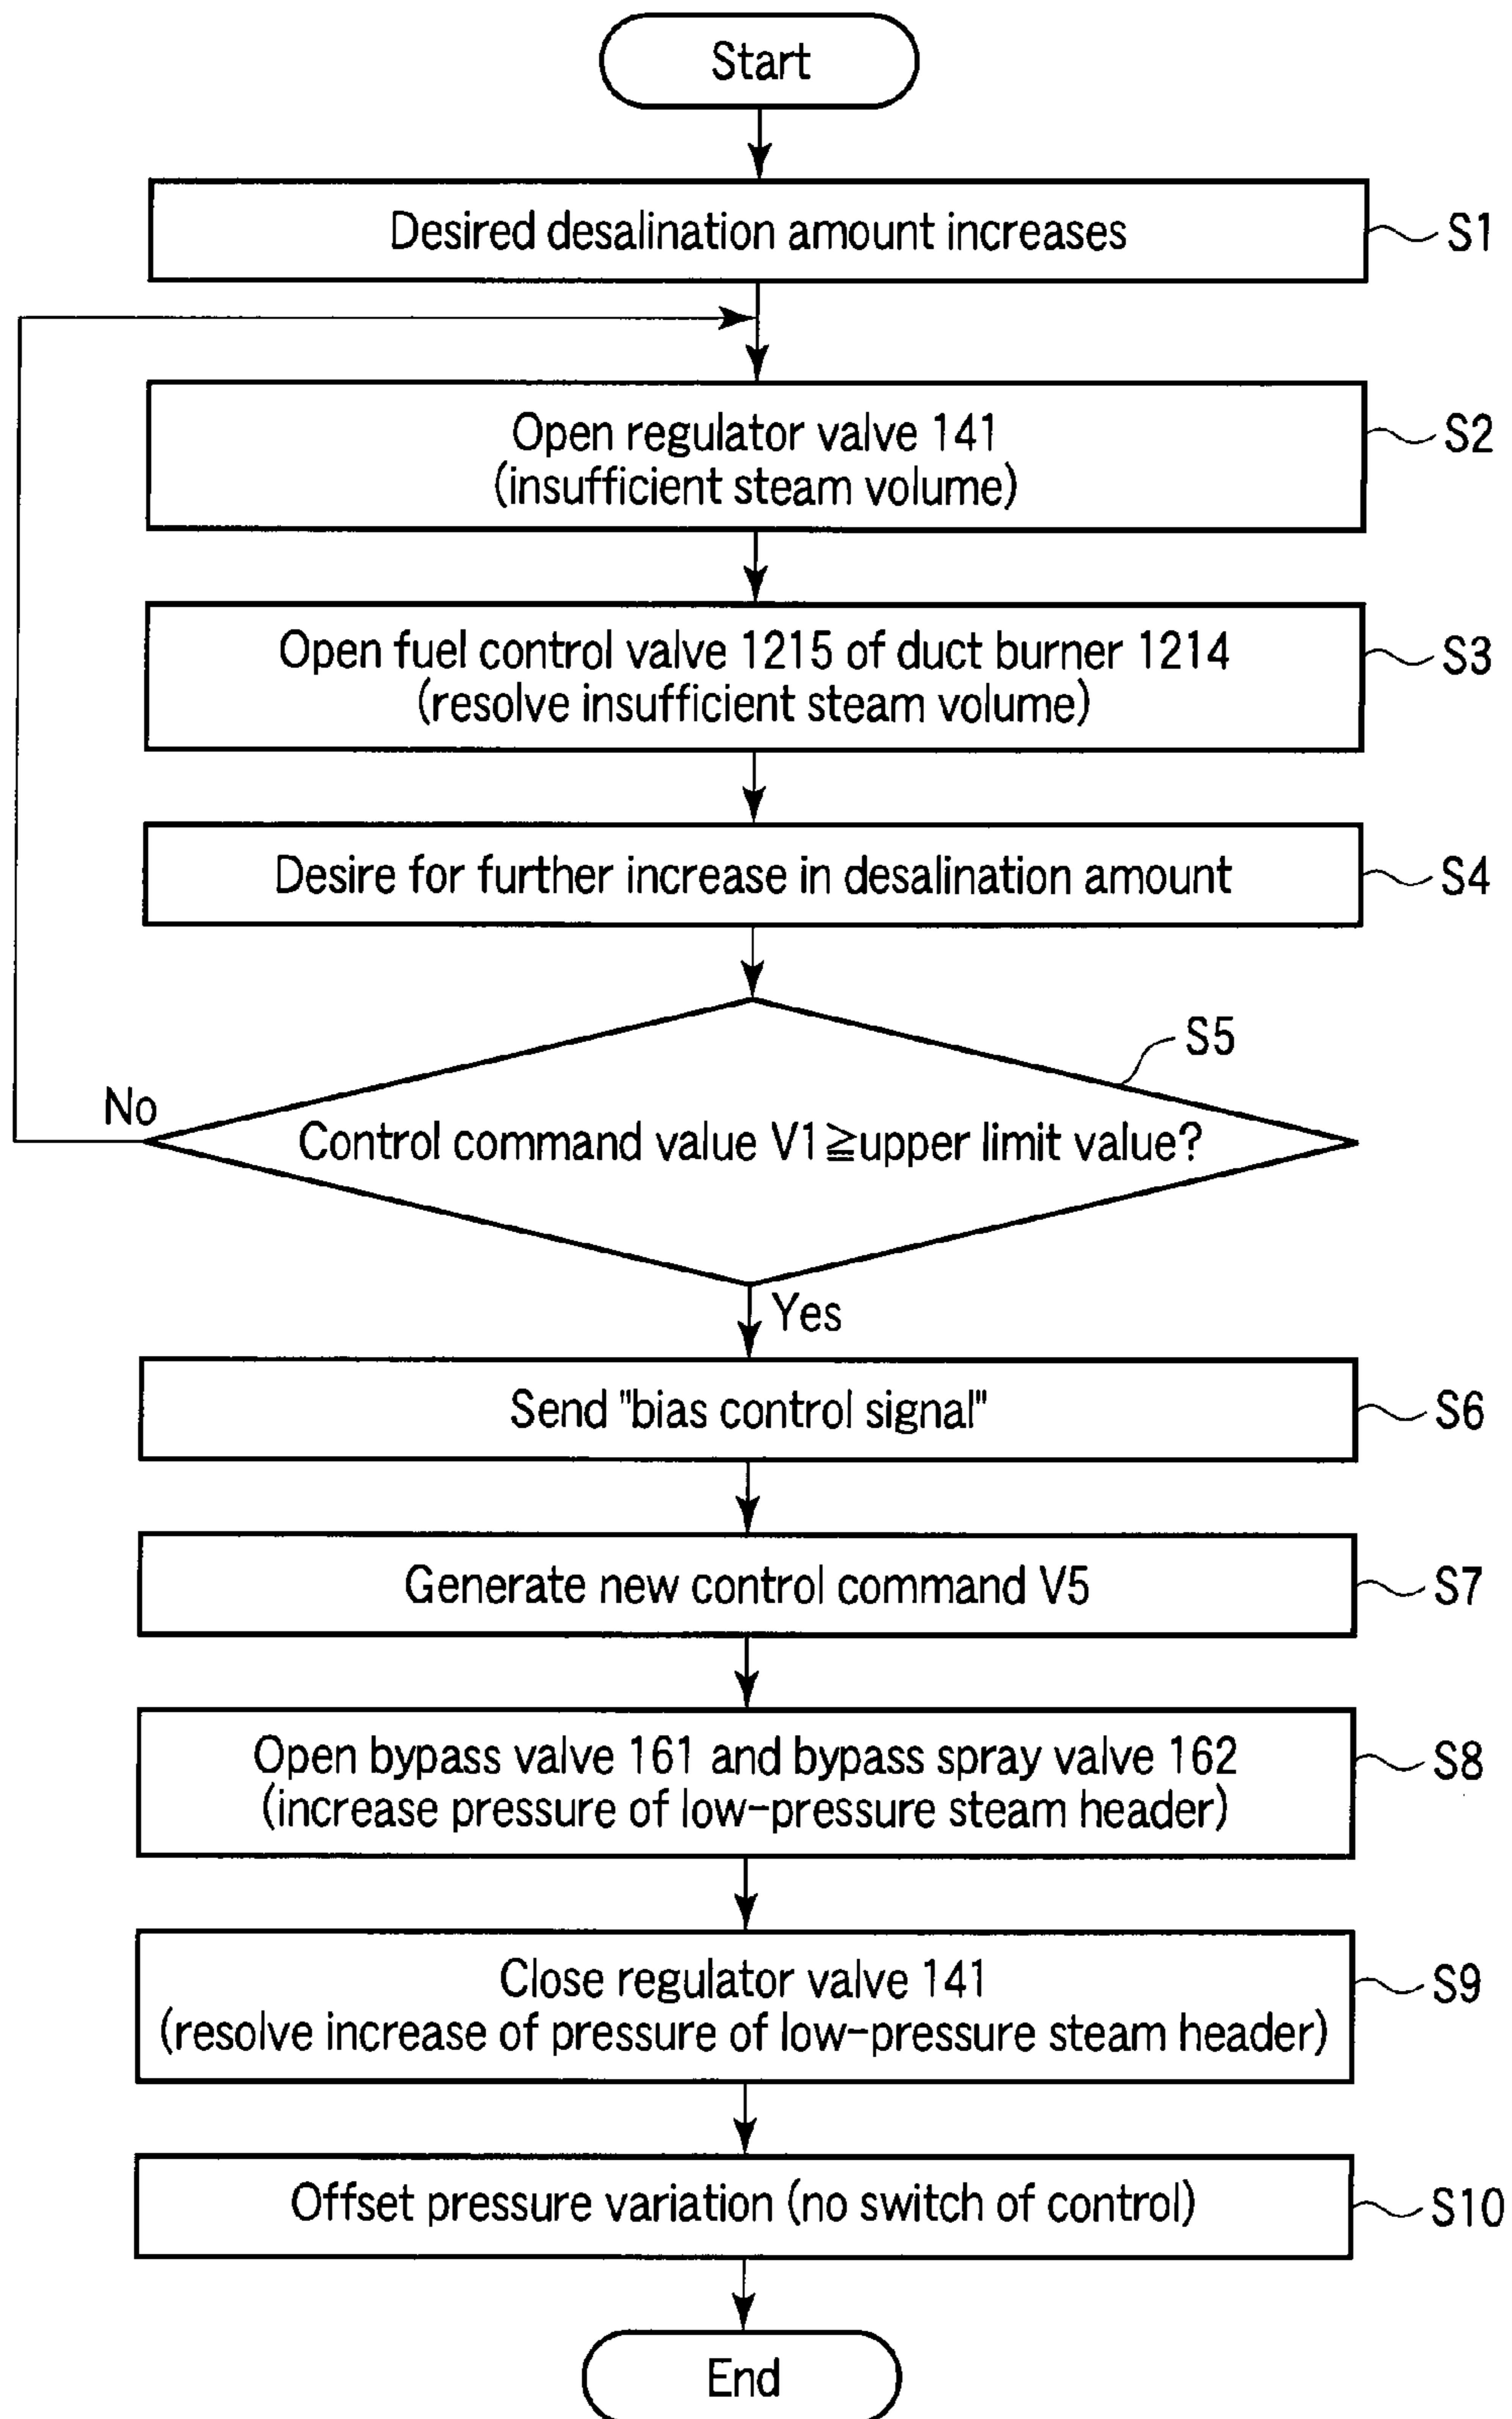 Start
Desired desalination amount increases
S1
Open regulator valve 141
(insufficient steam volume)
S2
Open fuel control valve 1215 of duct burner 1214
(resolve insufficient steam volume)
S3
Desire for further increase in desalination amount
S4
S5
No
Control command value V1≧upper limit value?
Yes
Send "bias control signal"
S6
Generate new control command V5
S7
Open bypass valve 161 and bypass spray valve 162
(increase pressure of low-pressure steam header)
S8
Close regulator valve 141
(resolve increase of pressure of low-pressure steam header)
S9
Offset pressure variation (no switch of control)
S10
End